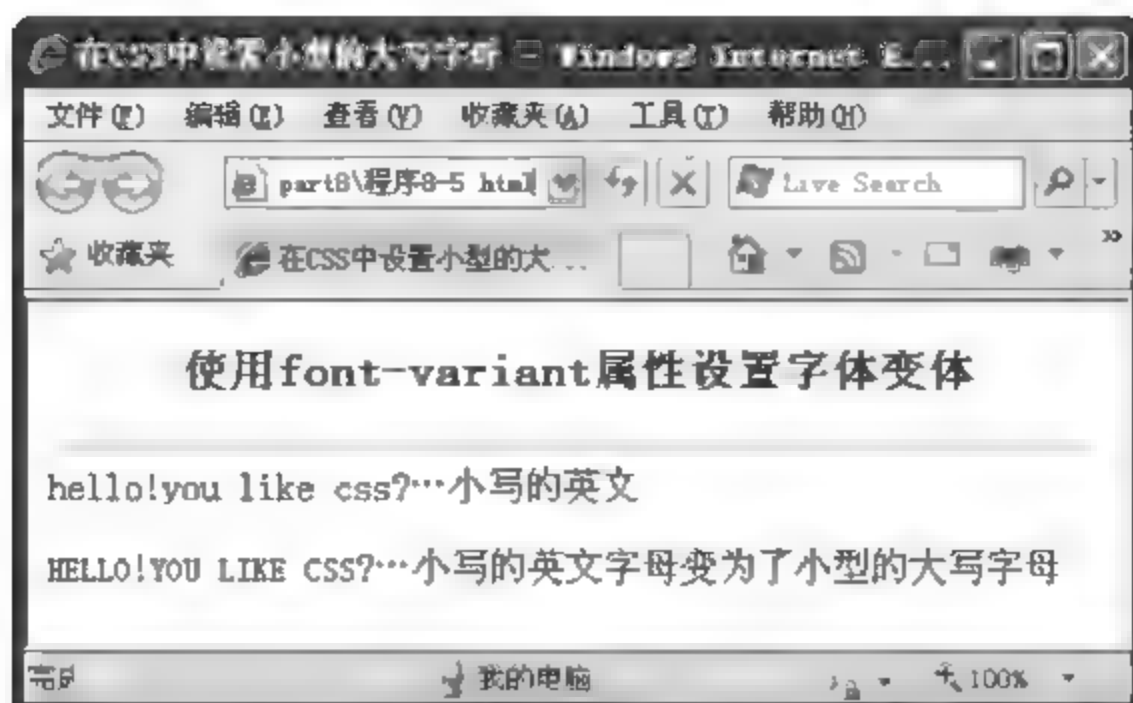 在CSS中设置小型的大写字母 - Windows Internet E...
文件(F) 编辑(E) 查看(V) 收藏夹(A) 工具(T) 帮助(H)
part8\程序8-5 html Live Search
收藏夹 在CSS中设置小型的大...
使用font-variant属性设置字体变体
hello!you like css?…小写的英文
HELLO!YOU LIKE CSS?…小写的英文字母变为了小型的大写字母
我的电脑 100%